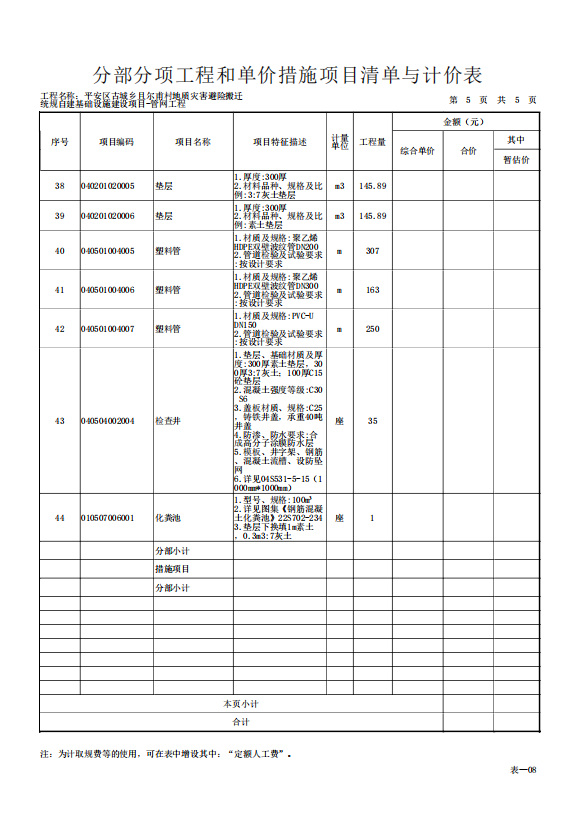 分部分项工程和单价措施项目清单与计价表
工程名称：平安区古城乡且尔甫村地质灾害避险搬迁
统规自建基础设施建设项目-管网工程
第 5 页 共 5 页
序号 项目编码 项目名称 项目特征描述 计量单位 工程量 金额（元）
综合单价 合价 其中
暂估价
38 040201020005 垫层 m3 145.89
1.厚度:300厚
2.材料品种、规格及比
例:3:7灰土垫层
39 040201020006 垫层 m3 145.89
1.厚度:300厚
2.材料品种、规格及比
例:素土垫层
40 040501004005 塑料管 m 307
1.材质及规格:聚乙烯
HDPE双壁波纹管DN200
2.管道检验及试验要求
:按设计要求
41 040501004006 塑料管 m 163
1.材质及规格:聚乙烯
HDPE双壁波纹管DN300
2.管道检验及试验要求
:按设计要求
42 040501004007 塑料管 m 250
1.材质及规格:PVC-U
DN150
2.管道检验及试验要求
:按设计要求
43 040504002004 检查井 座 35
1.垫层、基础材质及厚
度:300厚素土垫层，30
0厚3:7灰土；100厚C15
砼垫层
2.混凝土强度等级:C30
S6
3.盖板材质、规格:C25
，铸铁井盖，承重40吨
井盖
4.防渗、防水要求:合
成高分子涂膜防水层
5.模板、井字架、钢筋
、混凝土流槽、设防坠
网
6.详见04S531-5-15（1
000mm*1000mm）
44 010507006001 化粪池 座 1
1.型号、规格:100m³
2.详见图集《钢筋混凝
土化粪池》22S702-234
3.垫层下换填1m素土
，0.3m3:7灰土
分部小计
措施项目
分部小计
本页小计
合计
注：为计取规费等的使用，可在表中增设其中：“定额人工费”。
表—08